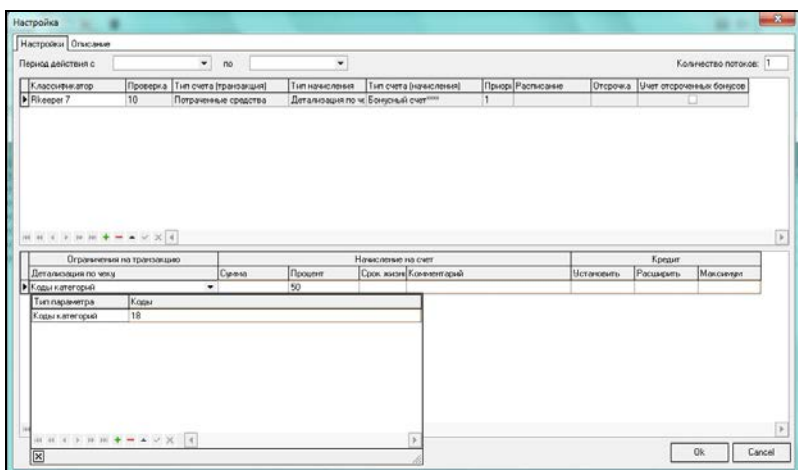 Настройка
Настройки Описание
Период действия с по Количество потоков: 1
Классификатор Проверка Тип счета (транзакция) Тип начисления Тип счета (начисления) Приори Расписание Отсрочка Учет отсроченных бонусов
Rkeeper 7 10 Потраченные средства Детализация по че Бонусный счет**** 1
Ограничения на транзакцию Начисление на счет Кредит
Детализация по чеку Сумма Процент Срок жизни Комментарий Установить Расширить Максимум
Коды категорий 50
Тип параметра Коды
Коды категорий 18
Ok Cancel